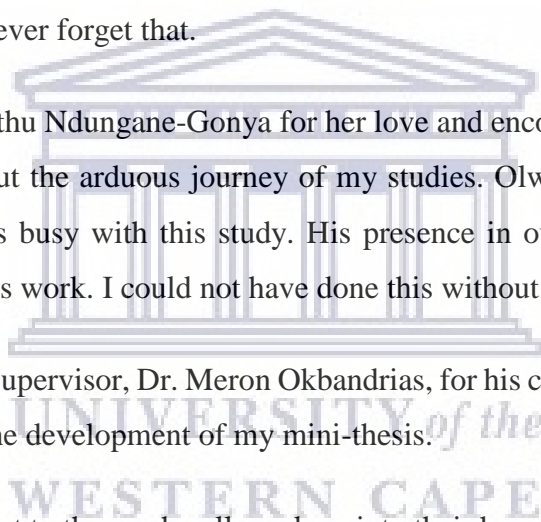 ever forget that.
thu Ndungane-Gonya for her love and enco
ut the arduous journey of my studies. Olw
s busy with this study. His presence in o
s work. I could not have done this without
upervisor, Dr. Meron Okbandrias, for his c
UNIVERSITY of the
ne development of my mini-thesis.
WESTERN CAPE